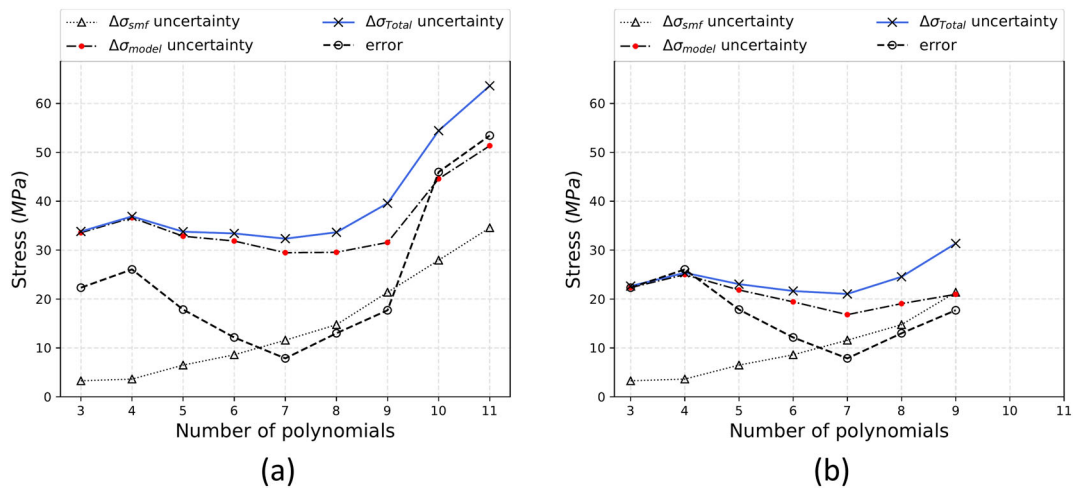 Δσsmf uncertainty
Δσmodel uncertainty
ΔσTotal uncertainty
error
60
50
40
30
20
10
0
Stress (MPa)
3 4 5 6 7 8 9 10 11
Number of polynomials
(a)
Δσsmf uncertainty
Δσmodel uncertainty
ΔσTotal uncertainty
error
60
50
40
30
20
10
0
Stress (MPa)
3 4 5 6 7 8 9 10 11
Number of polynomials
(b)